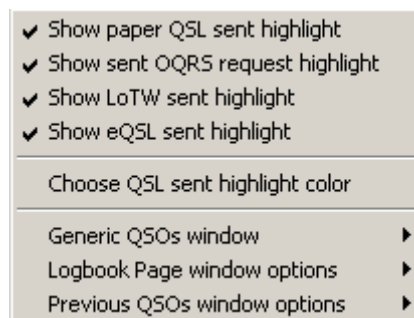 Show paper QSL sent highlight
Show sent OQRS request highlight
Show LoTW sent highlight
Show eQSL sent highlight
Choose QSL sent highlight color
Generic QSOs window
Logbook Page window options
Previous QSOs window options